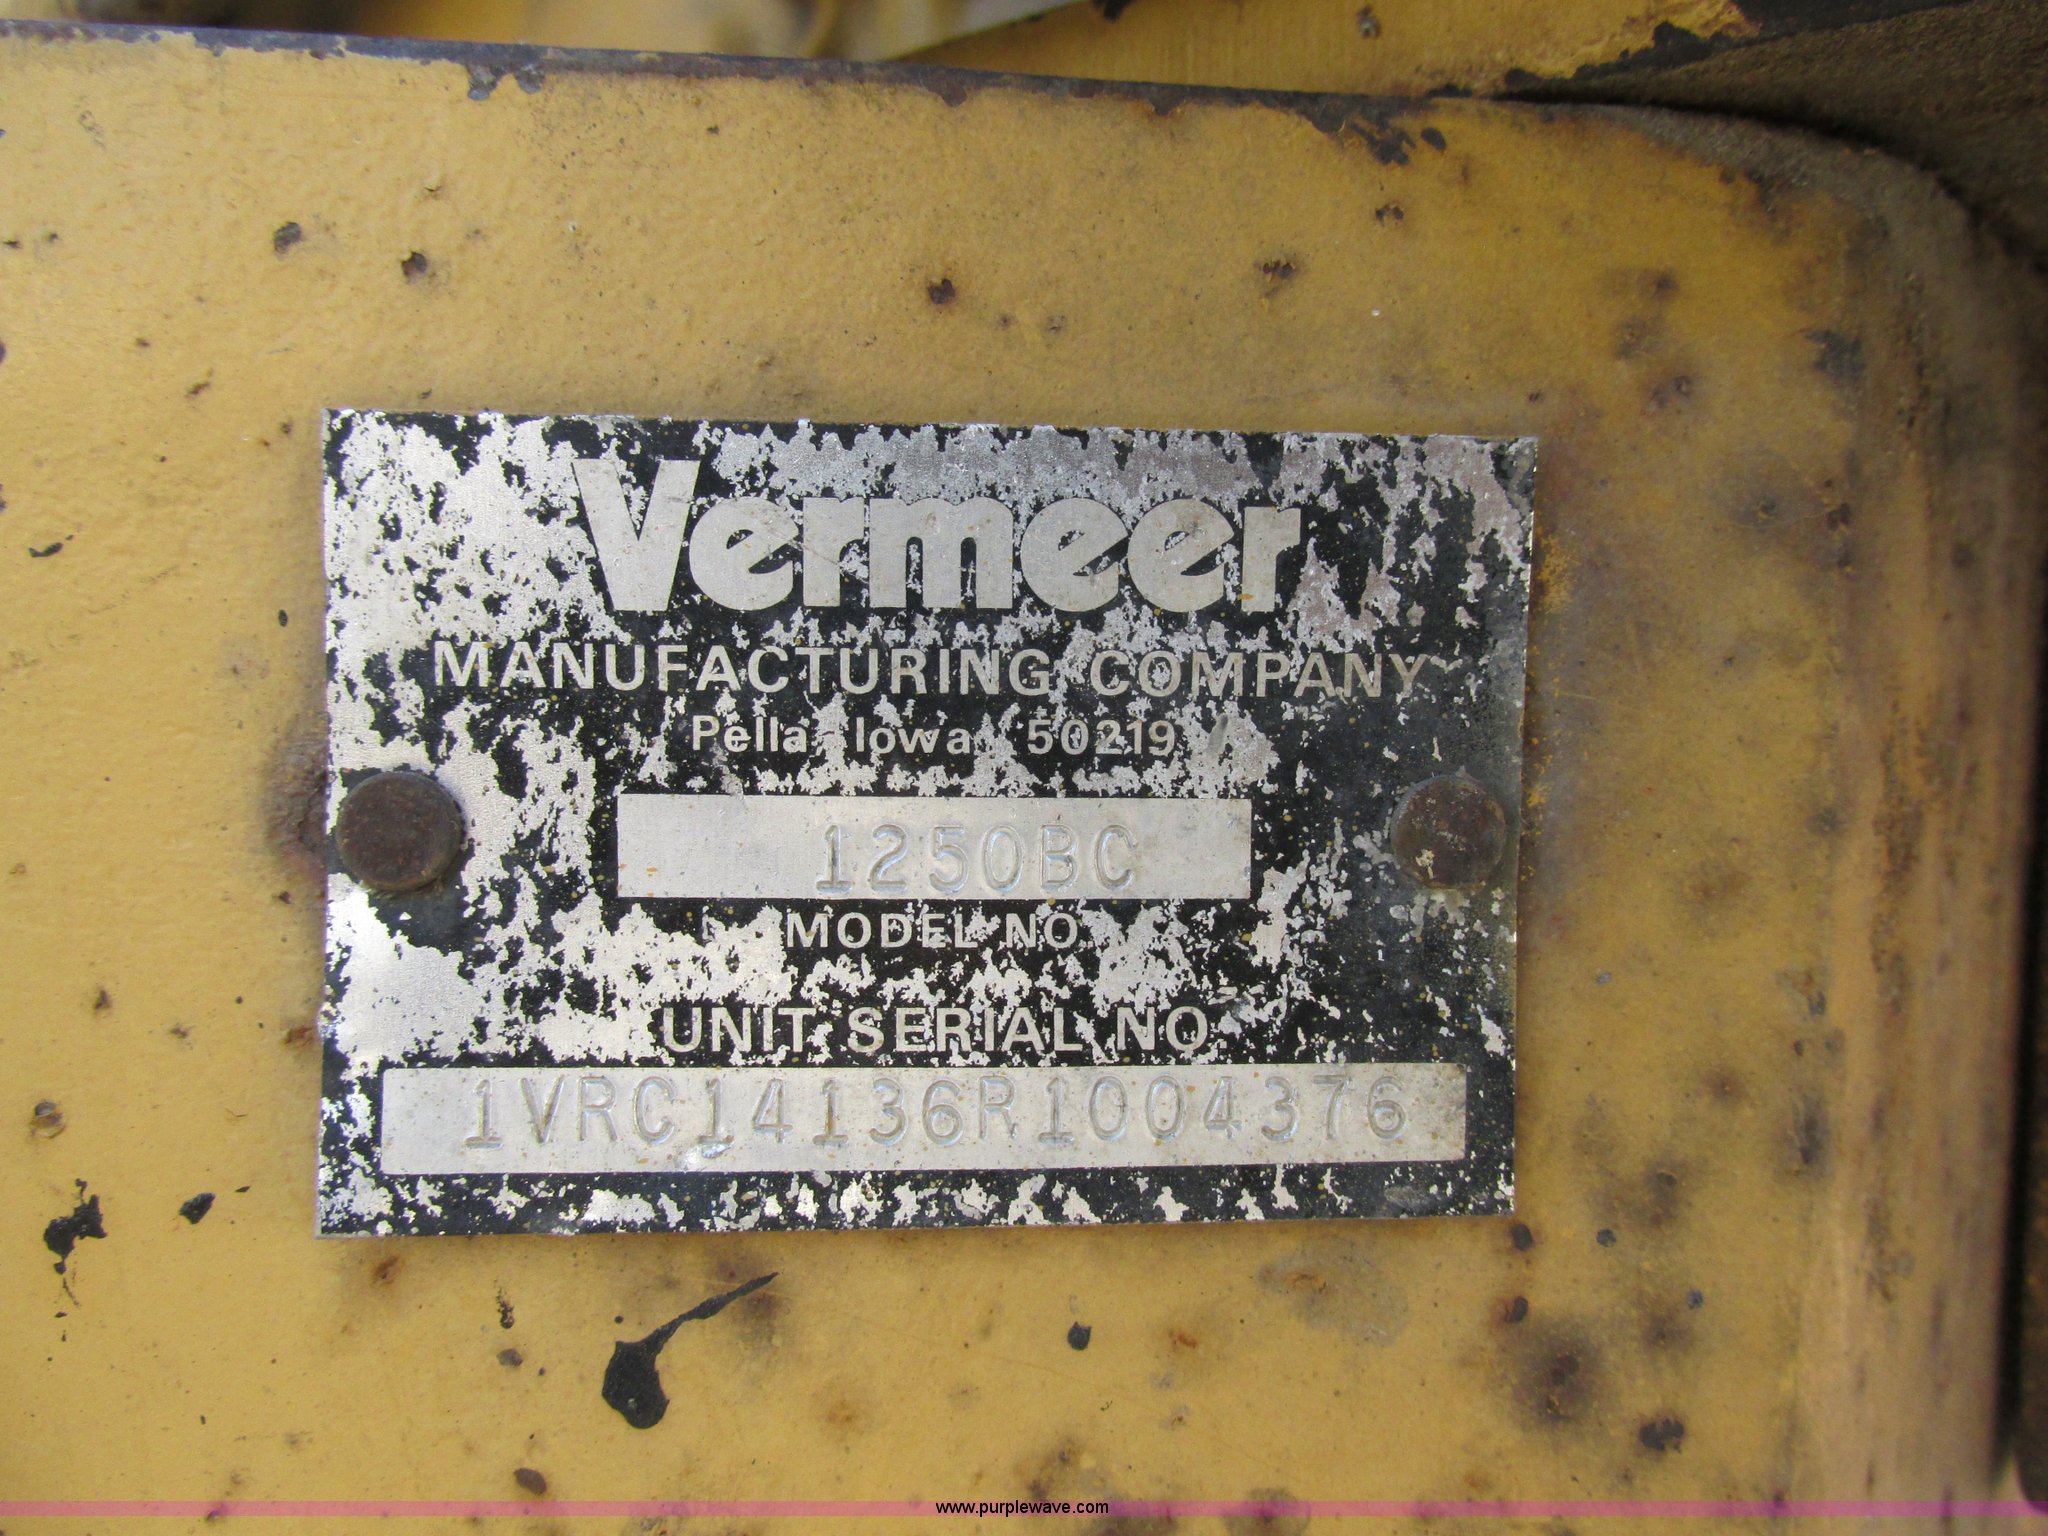 Vermeer
MANUFACTURING COMPANY
Pella Iowa 50219
1250BC
MODEL NO
UNIT SERIAL NO
1VRC14136R1004376
www.purplewave.com